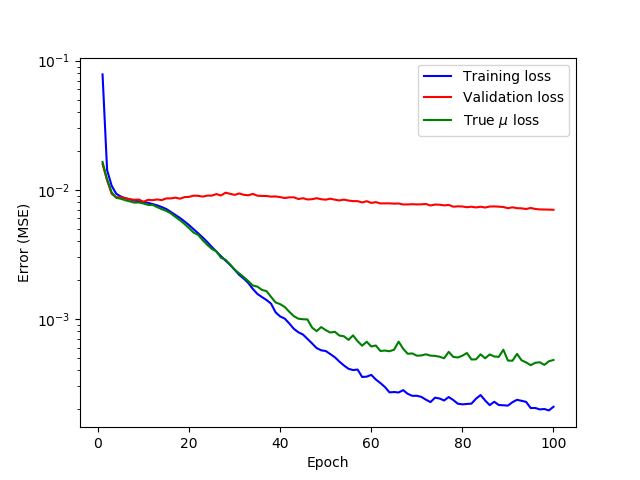 10⁻¹
10⁻²
10⁻³
Error (MSE)
Training loss
Validation loss
True μ loss
0 20 40 60 80 100
Epoch